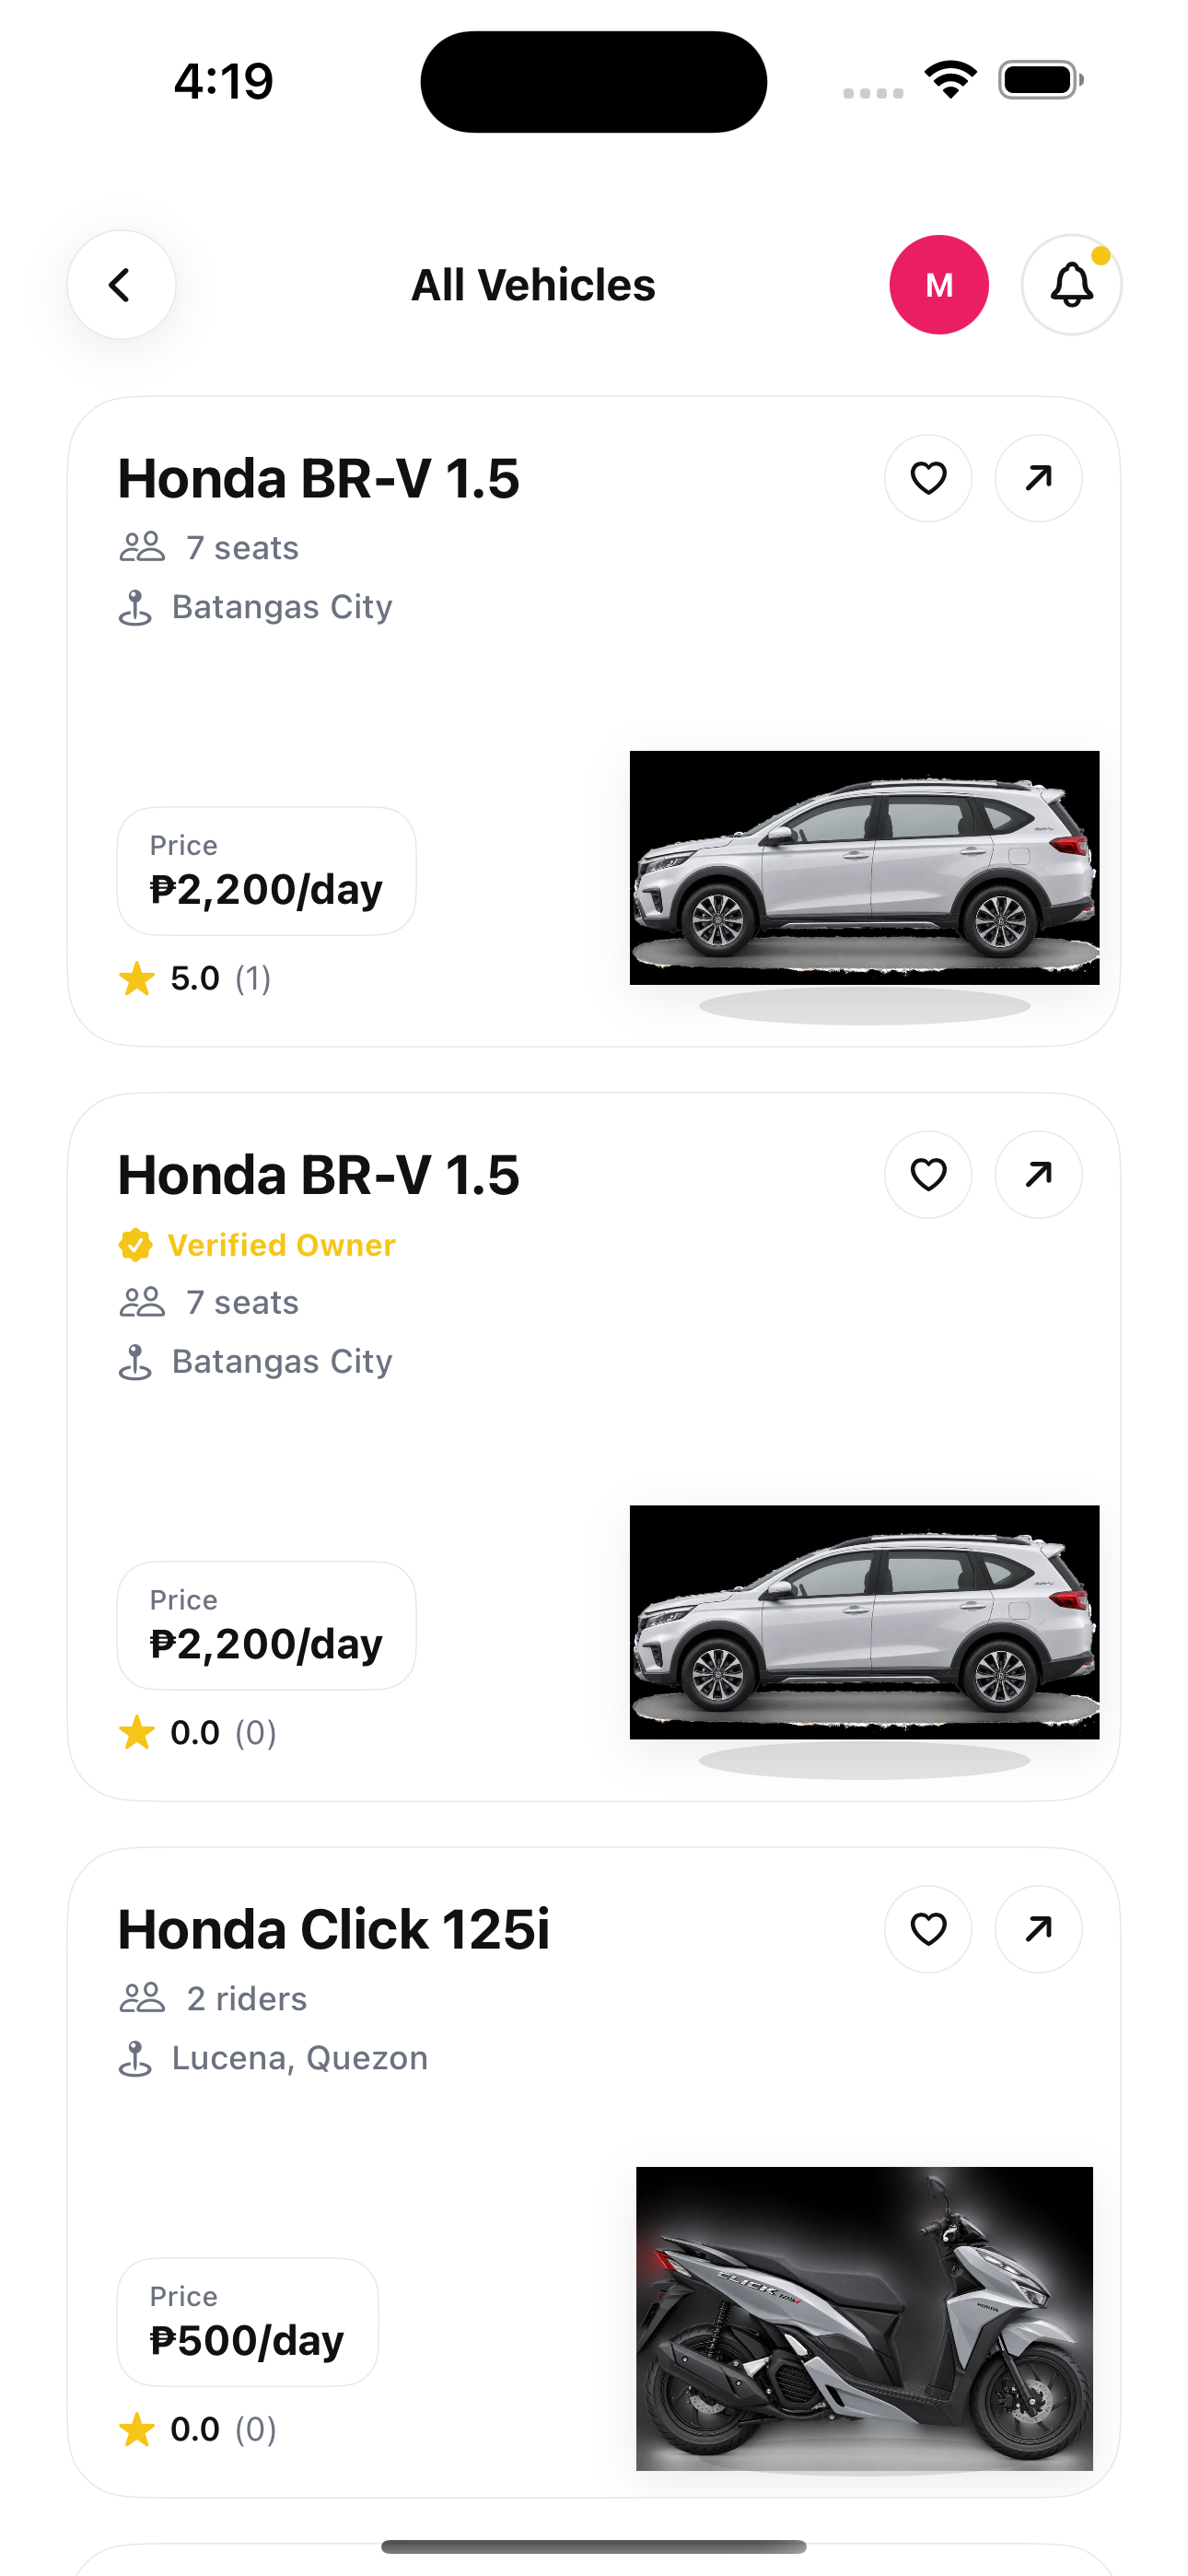 4:19
All Vehicles
M
Honda BR-V 1.5
7 seats
Batangas City
Price
₱2,200/day
5.0 (1)
Honda BR-V 1.5
Verified Owner
7 seats
Batangas City
Price
₱2,200/day
0.0 (0)
Honda Click 125i
2 riders
Lucena, Quezon
CLICK
HONDA
Price
₱500/day
0.0 (0)